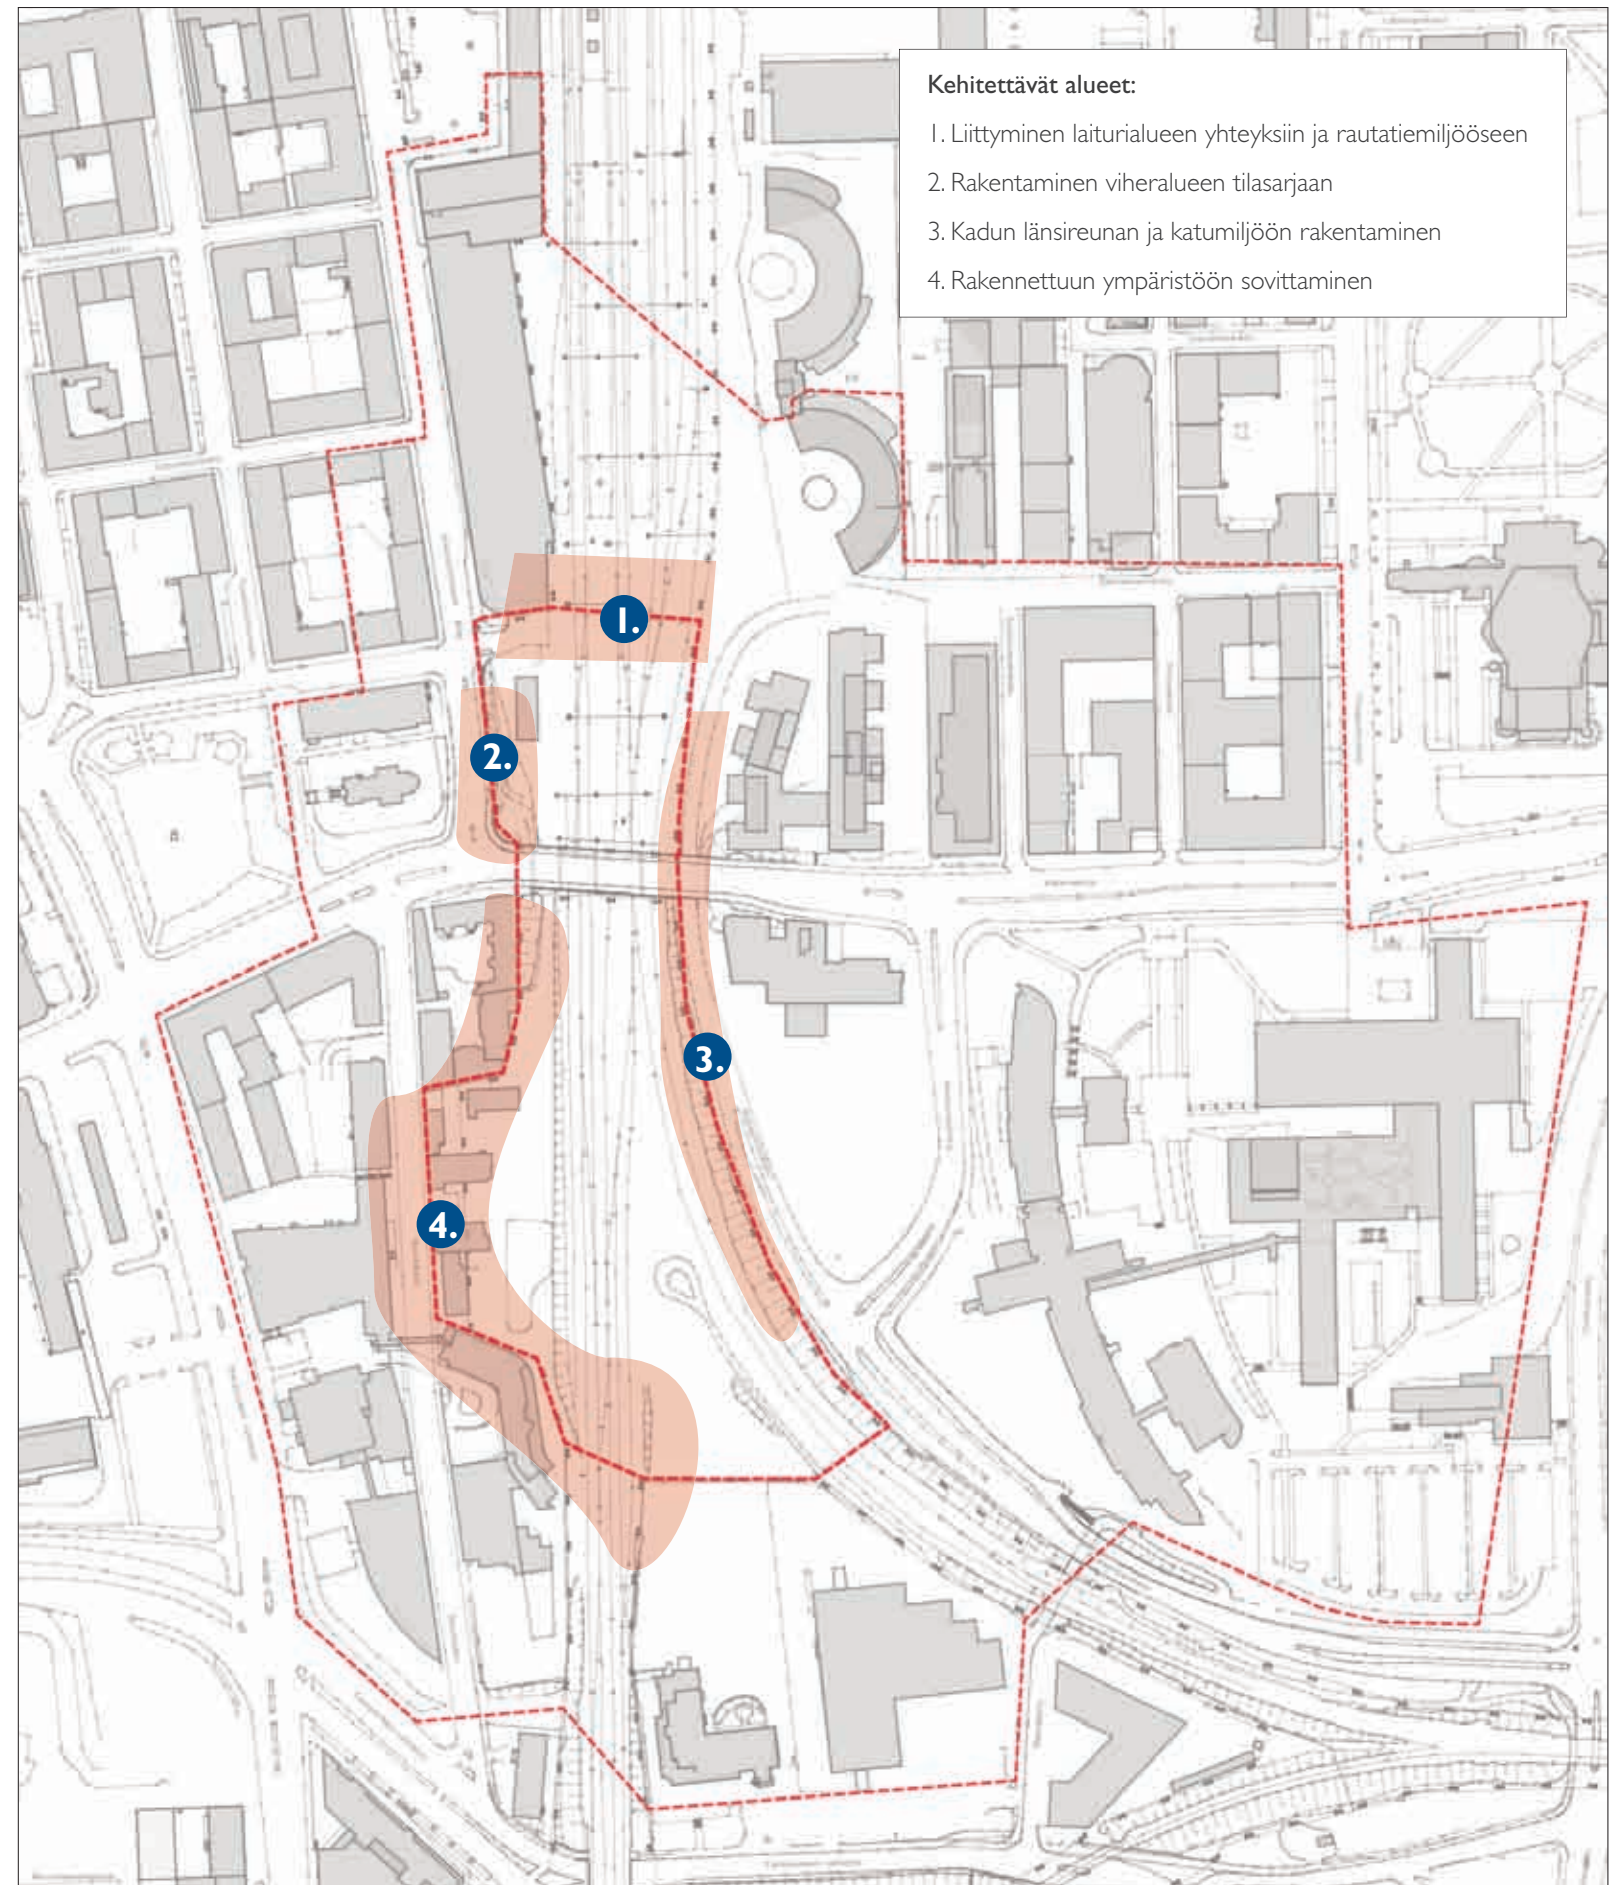 Kehitettävät alueet:
1. Liittyminen laiturialueen yhteyksiin ja rautatiemiljööseen
2. Rakentaminen viheralueen tilasarjaan
3. Kadun länsireunan ja katumiljöön rakentaminen
4. Rakennettuun ympäristöön sovittaminen
1.
2.
3.
4.